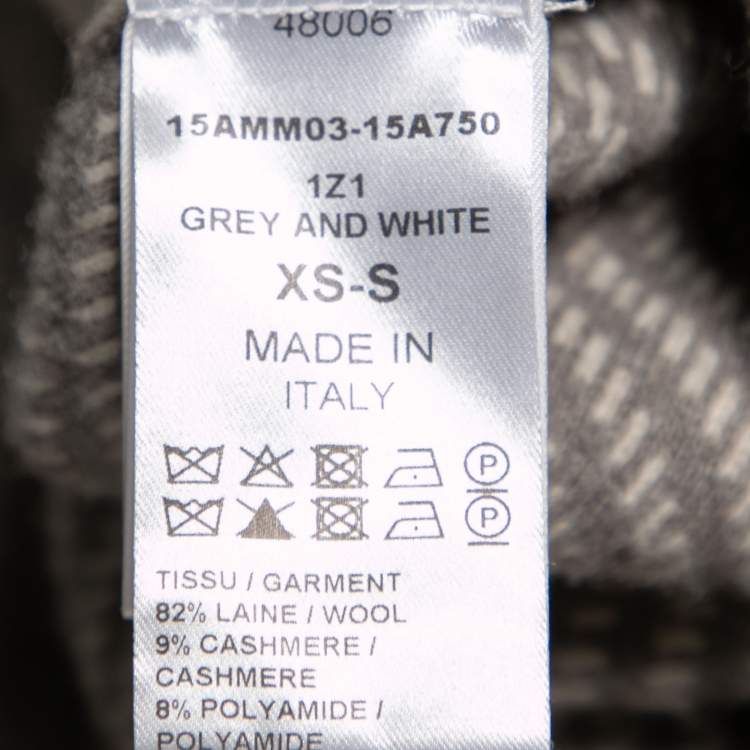 48006
15AMM03-15A750
1Z1
GREY AND WHITE
XS-S
MADE IN
ITALY
P
P
TISSU / GARMENT
82% LAINE / WOOL
9% CASHMERE /
CASHMERE
8% POLYAMIDE /
POLYAMIDE